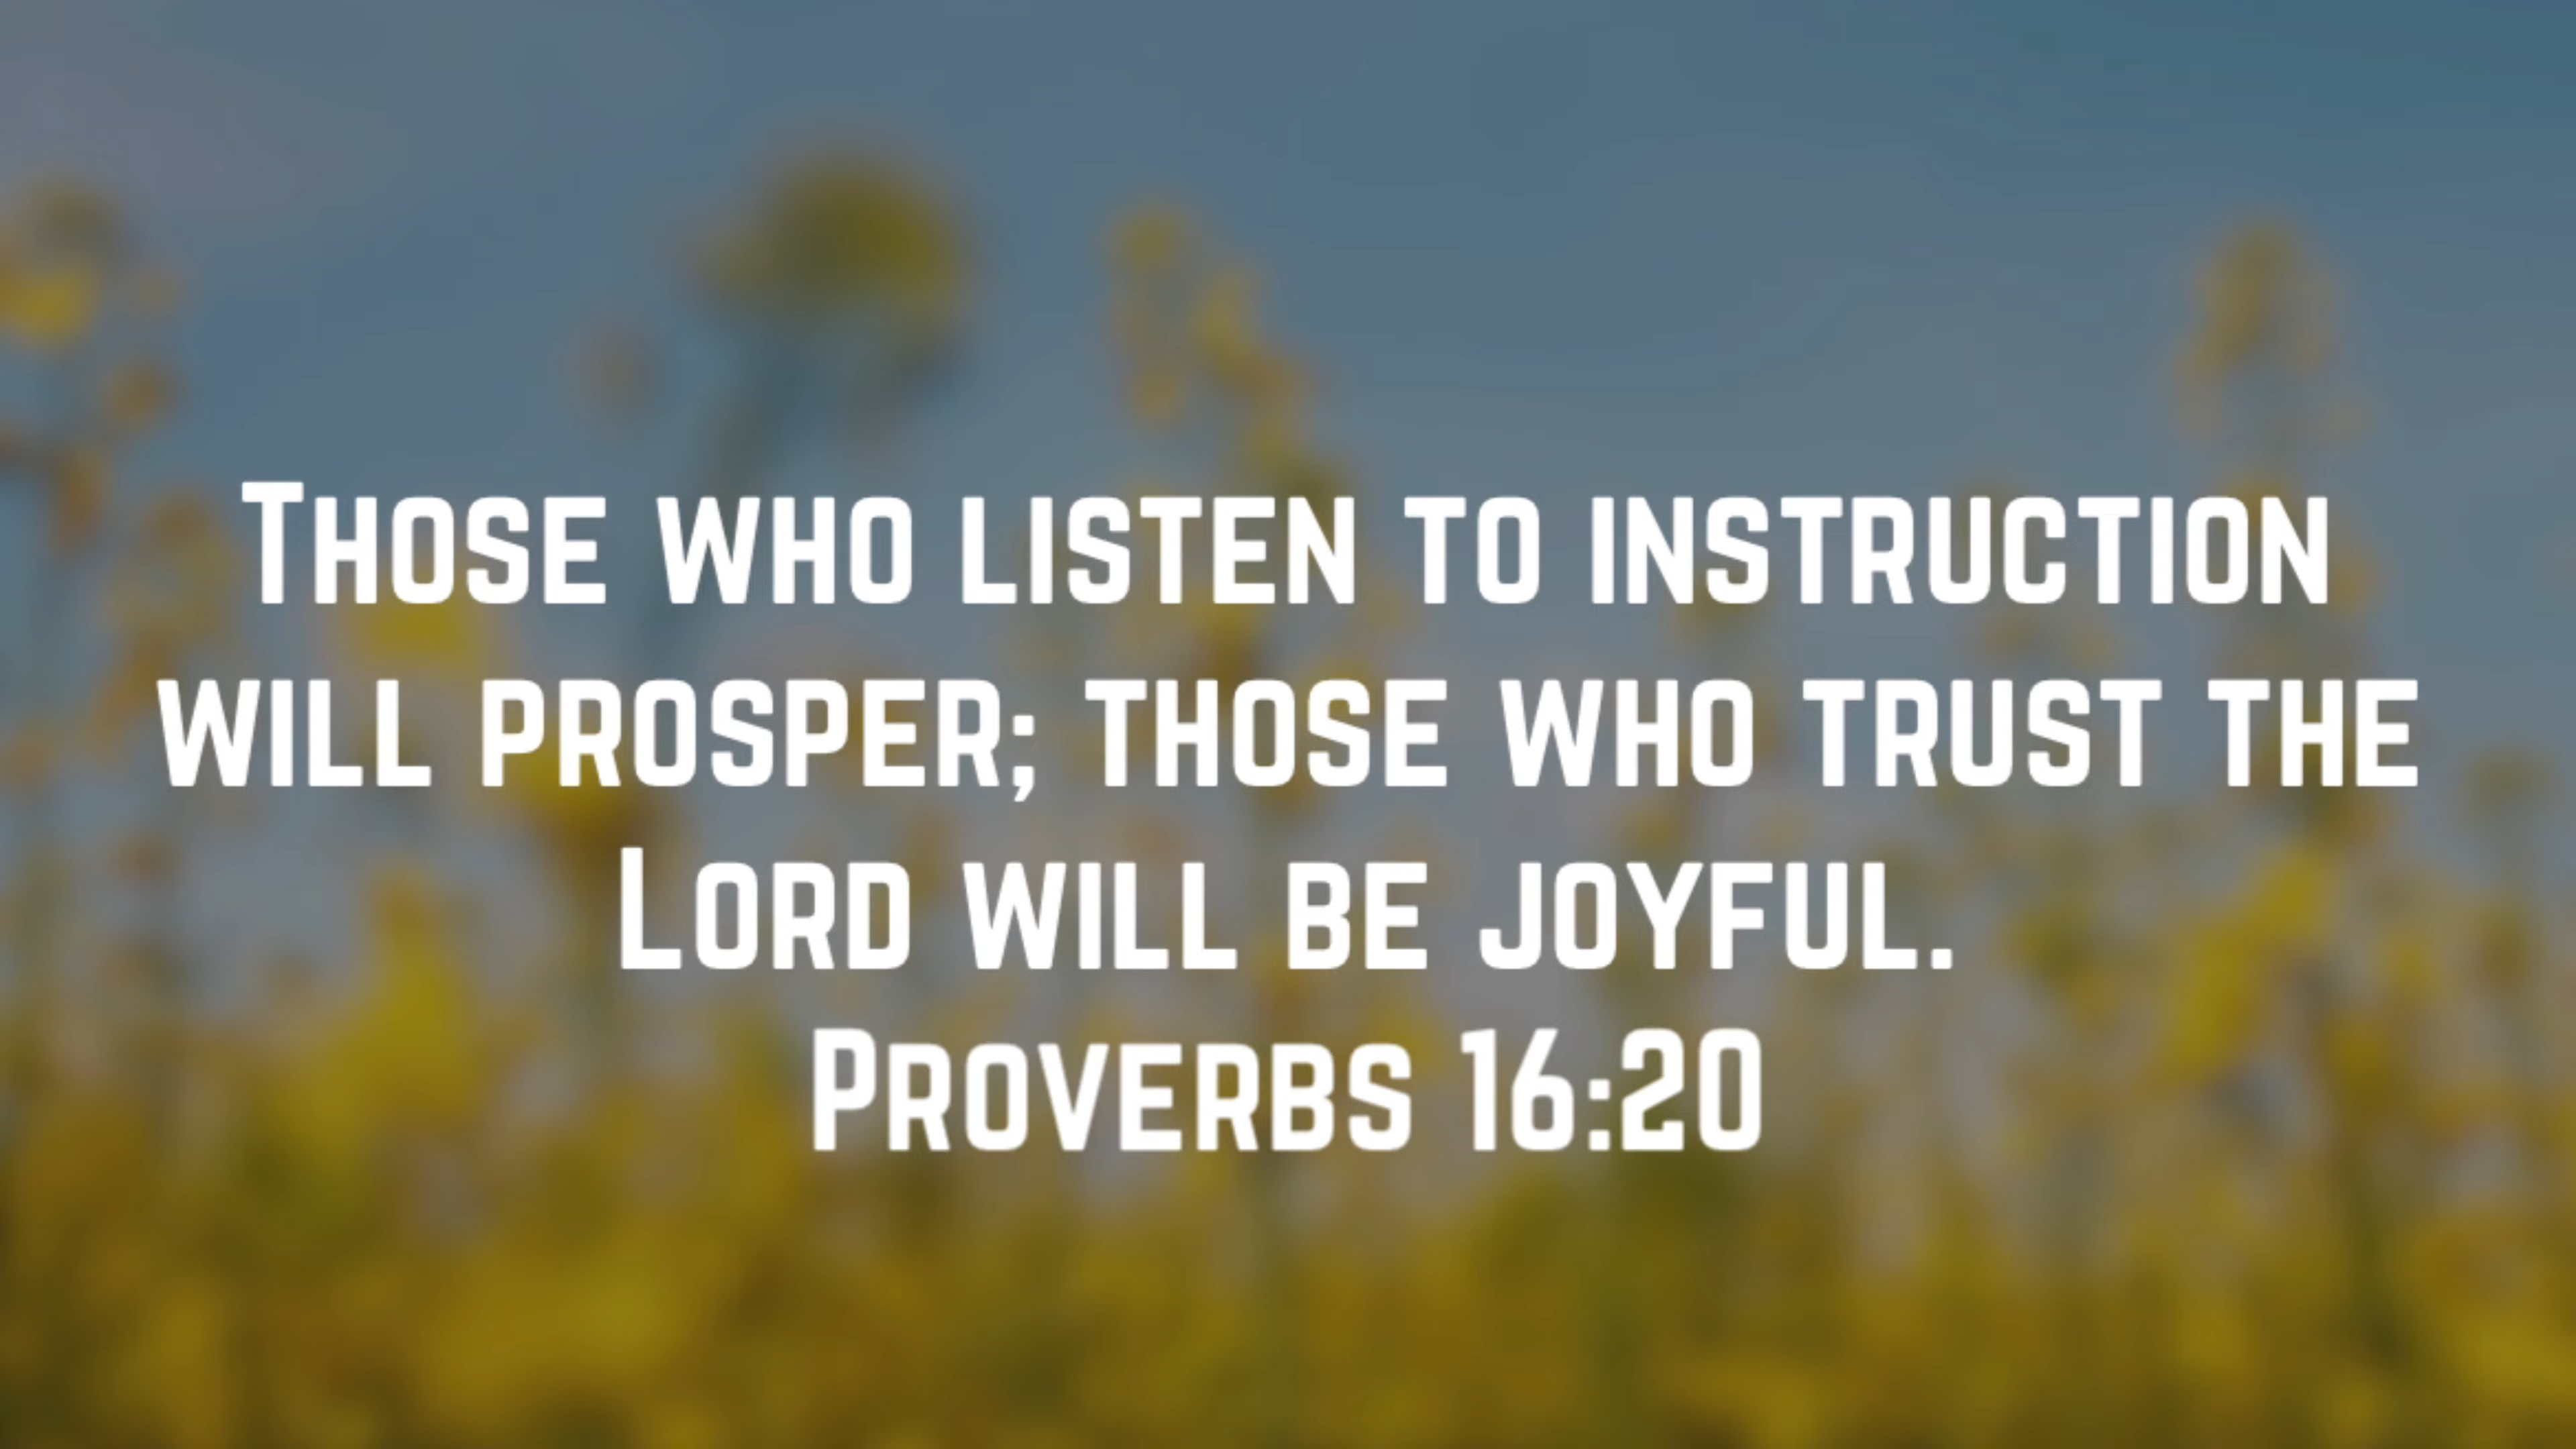 Those who listen to instruction
will prosper; those who trust the
Lord will be joyful.
Proverbs 16:20